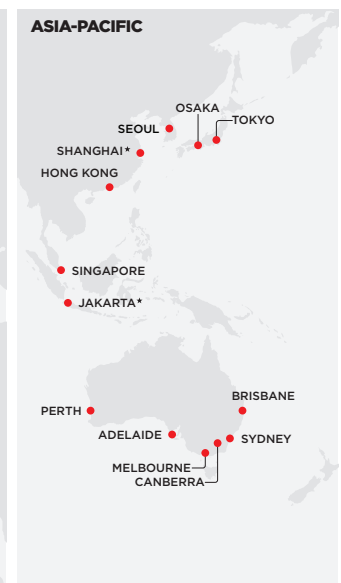 ASIA-PACIFIC
OSAKA
TOKYO
SEOUL
SHANGHAI*
HONG KONG
SINGAPORE
JAKARTA*
BRISBANE
PERTH
ADELAIDE
SYDNEY
MELBOURNE
CANBERRA